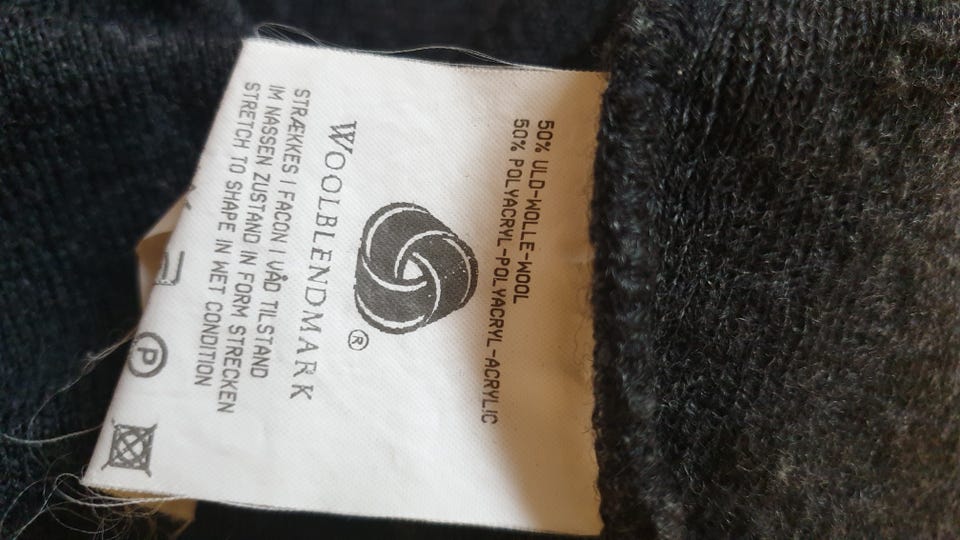 50% ULD-WOLLE-WOOL
50% POLYACRYL-POLYACRYL-ACRYLIC
WOOLBLENDMARK®
STRÆKKES I FACON I VÅD TILSTAND
IM NASSEN ZUSTAND IN FORM STRECKEN
STRETCH TO SHAPE IN WET CONDITION
P